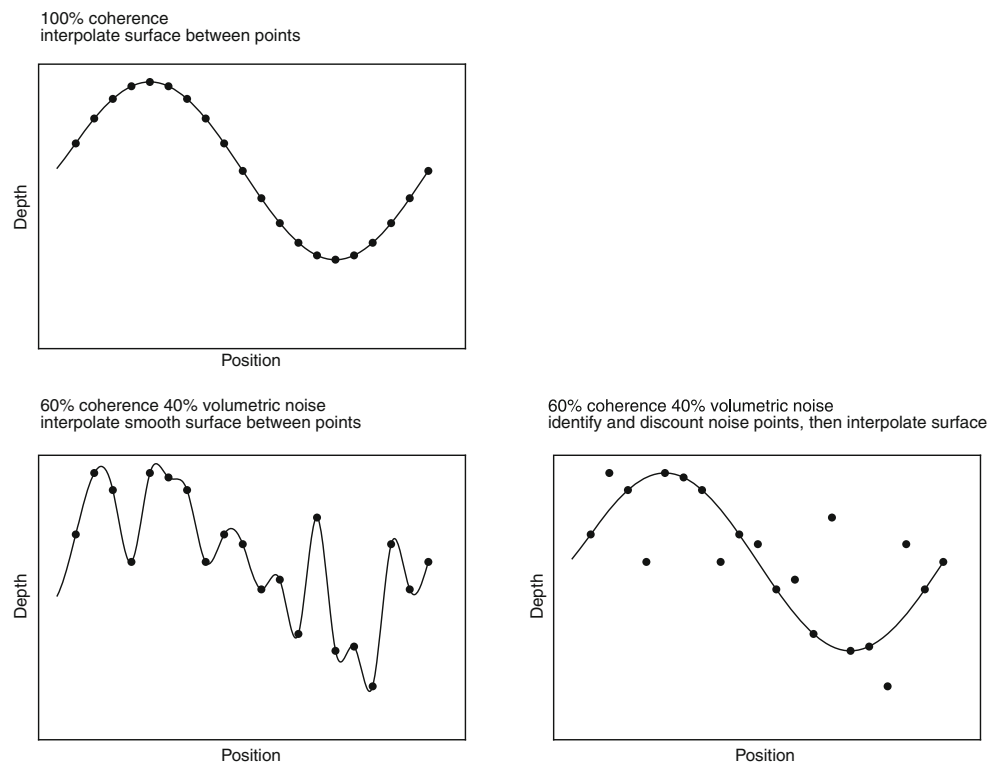 100% coherence
interpolate surface between points
Depth
Position
60% coherence 40% volumetric noise
interpolate smooth surface between points
Depth
Position
60% coherence 40% volumetric noise
identify and discount noise points, then interpolate surface
Depth
Position